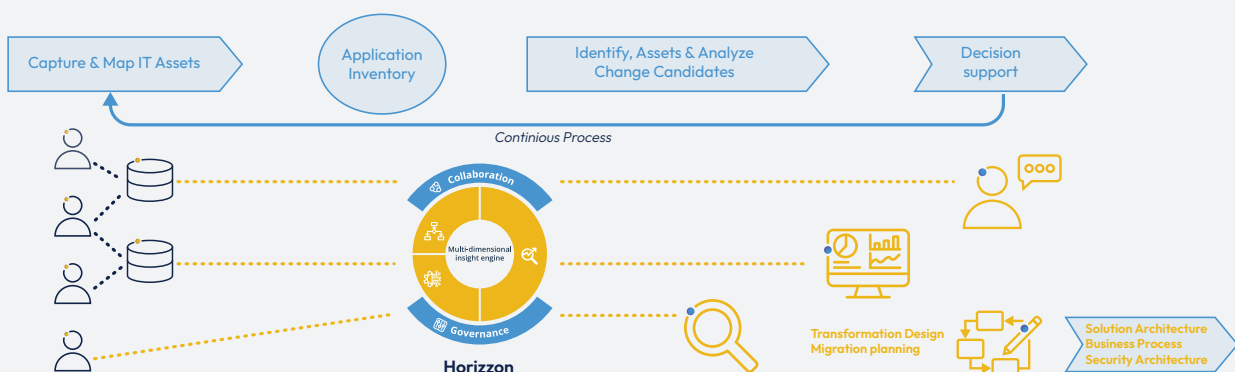 Capture & Map IT Assets
Application
Inventory
Identify, Assets & Analyze
Change Candidates
Decision
support
Continious Process
Collaboration
Multi-dimensional
insight engine
Governance
Horizzon
Transformation Design
Migration planning
Solution Architecture
Business Process
Security Architecture